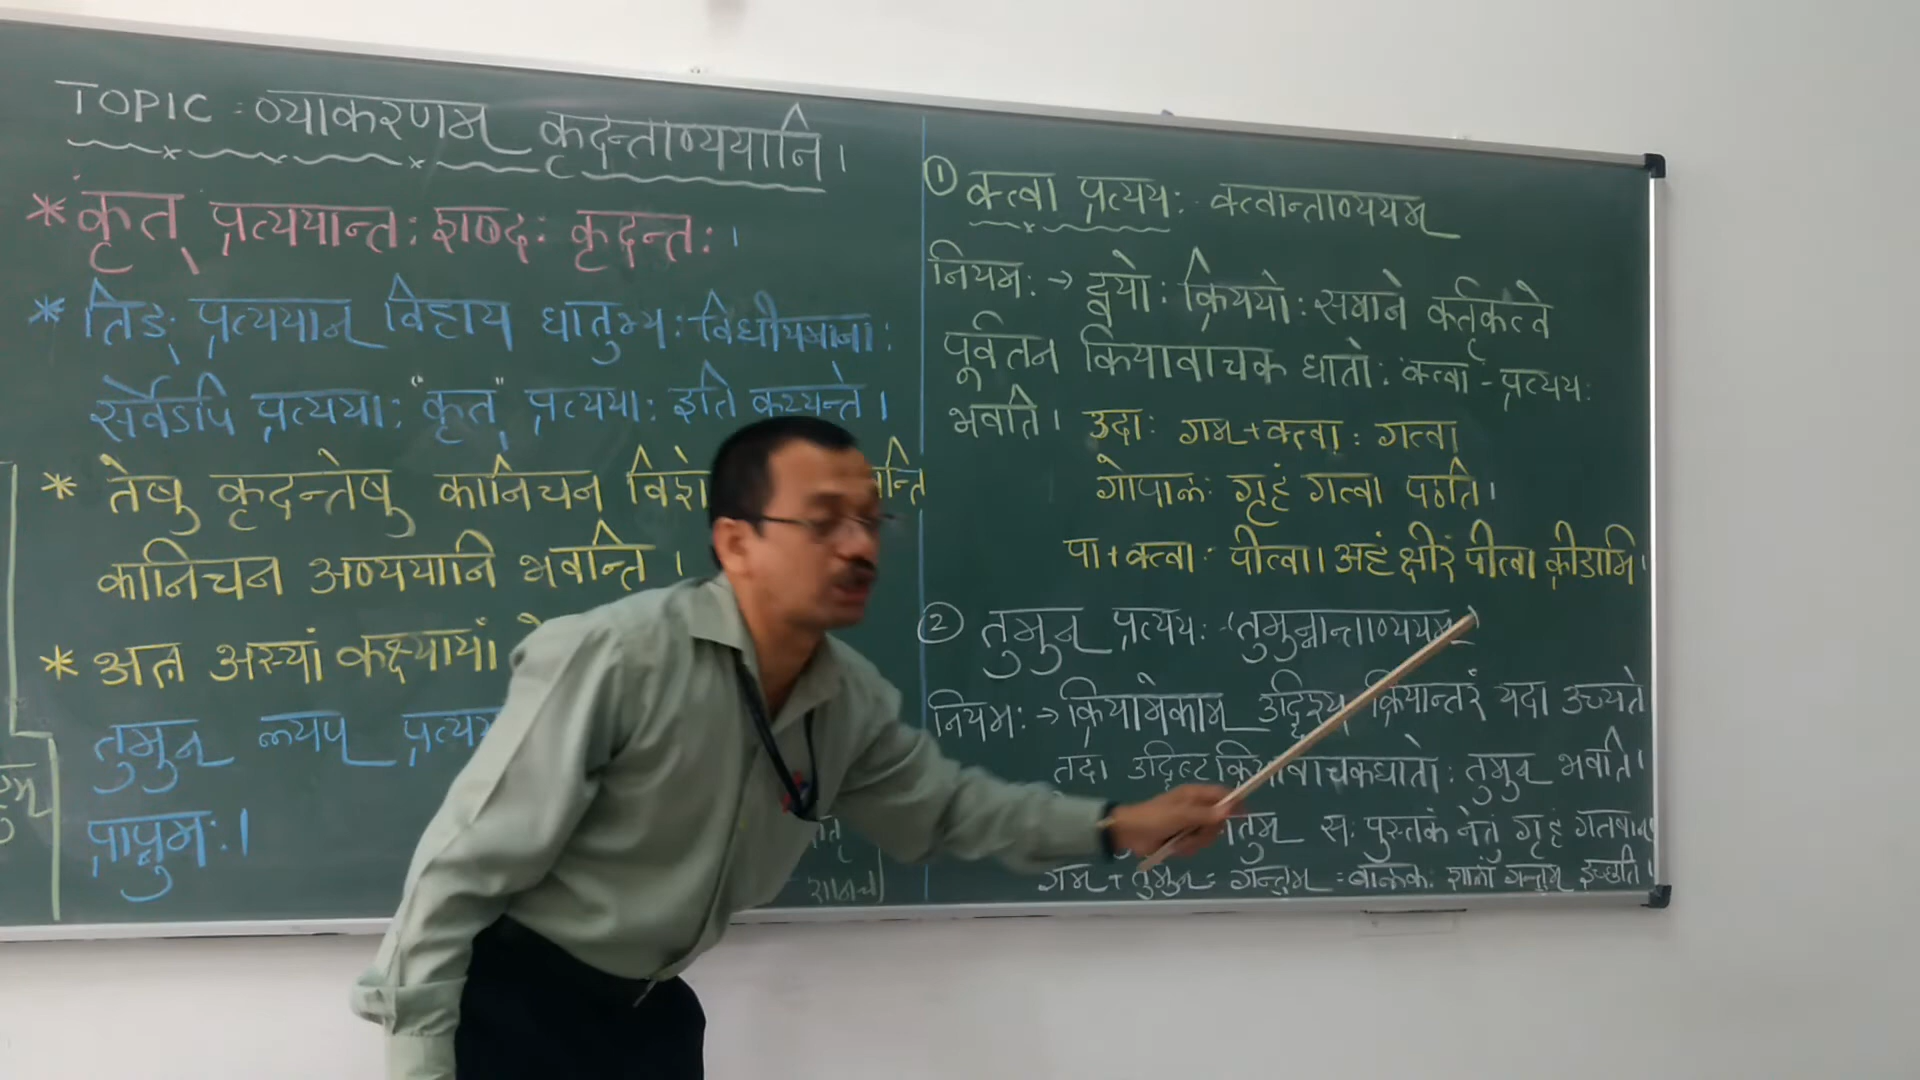 TOPIC : व्याकरणम् कृदन्ताव्ययानि ।
* कृत् प्रत्ययान्तः शब्दः कृदन्तः ।
* तिङ् प्रत्ययान् विहाय धातुभ्यः विधीयमानाः
सर्वेऽपि प्रत्ययाः "कृत्" प्रत्ययाः इति कथ्यन्ते ।
* तेषु कृदन्तेषु कानिचन
कानिचन अव्ययानि भवन्ति ।
* अत्र अस्यां कक्ष्यायां
तुमुन् ल्यप्
① क्त्वा प्रत्ययः क्त्वान्ताव्ययम्
नियमः → द्वयोः क्रिययोः समाने कर्तृकत्वे
पूर्वतन क्रियावाचक धातोः क्त्वा - प्रत्ययः
भवति । उदाः गम् + क्त्वा : गत्वा
गोपालः गृहं गत्वा पठति ।
पा + क्त्वा - पीत्वा । अहं क्षीरं पीत्वा क्रीडामि ।
② तुमुन् प्रत्ययः - (तुमुन्नान्ताव्ययम्)
नियमः → क्रियामेकाम् उद्दिश्य क्रियान्तरं यदा उच्यते
तदा उद्दिष्ट क्रियावाचकधातोः तुमुन् भवति ।
सः पुस्तकं नेतुं गृहं गतवान् ।
गम् + तुमुन् = गन्तुम् = बालकः शालां गन्तुम् इच्छति ।